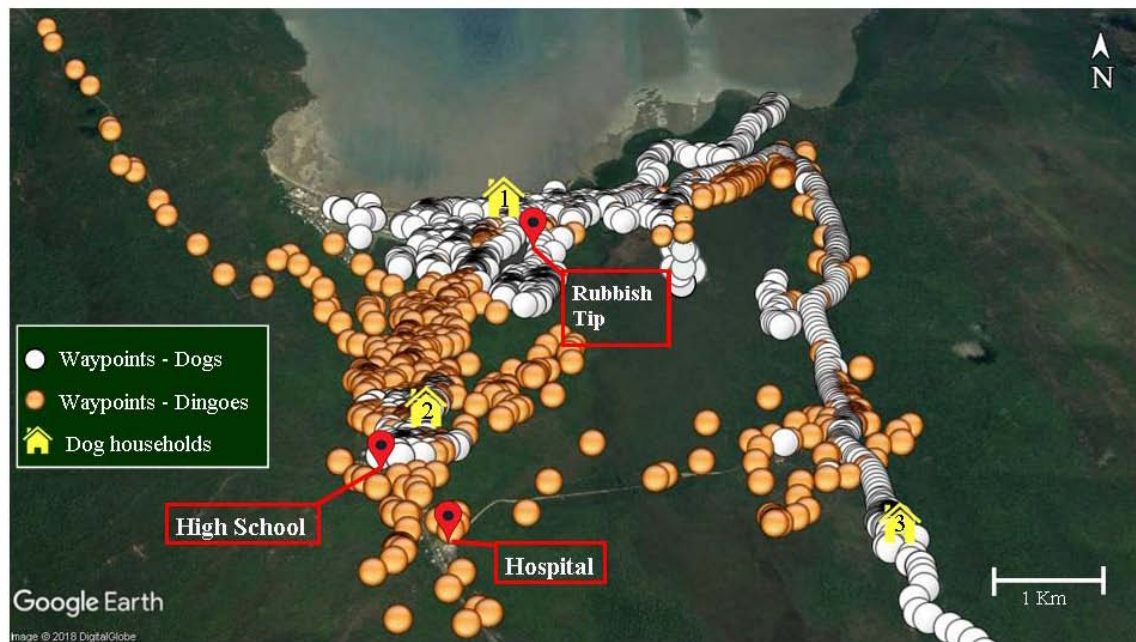 N
1
Rubbish
Tip
Waypoints - Dogs
Waypoints - Dingoes
Dog households
2
High School
3
Hospital
1 Km
Google Earth
Image © 2018 DigitalGlobe